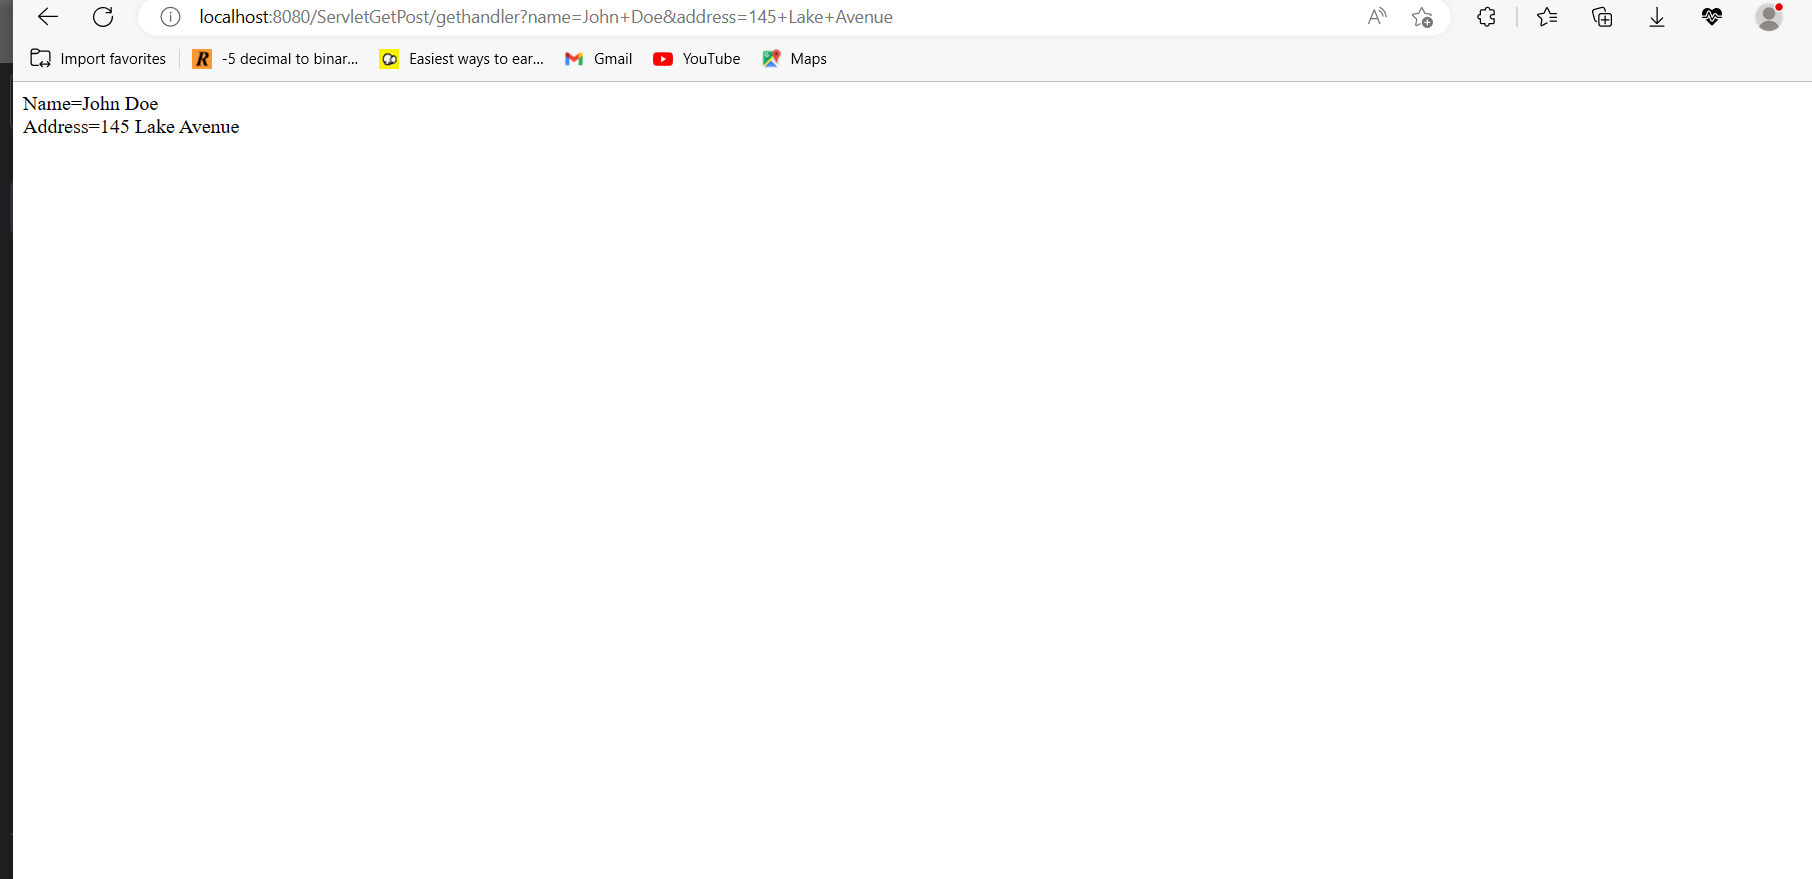 localhost:8080/ServletGetPost/gethandler?name=John+Doe&address=145+Lake+Avenue
Import favorites
-5 decimal to binar...
Easiest ways to ear...
Gmail
YouTube
Maps
Name=John Doe
Address=145 Lake Avenue